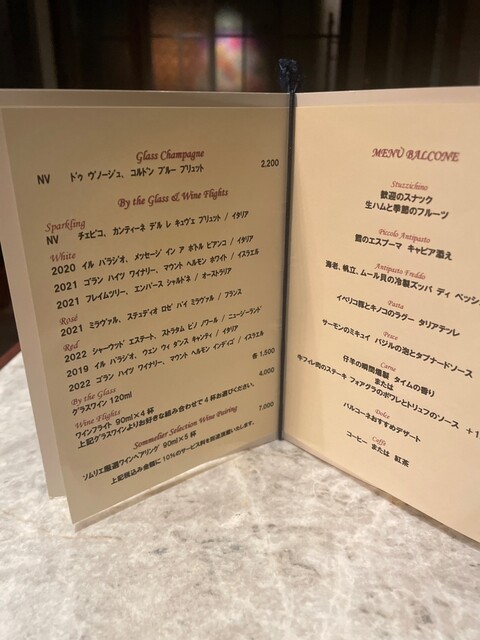 Glass Champagne
NV ドゥ ヴノージュ、コルドン ブルー ブリュット 2,200
By the Glass & Wine Flights
Sparkling
NV チェビコ、カンティーネ デル レ キュヴェ ブリュット / イタリア
White
2020 イル パラジオ、メッセージ イン ア ボトル ビアンコ / イタリア
2021 ゴラン ハイツ ワイナリー、マウント ヘルモン ホワイト / イスラエル
2021 フレイムツリー、エンバース シャルドネ / オーストラリア
Rosé
2021 ミラヴァル、ステュディオ ロゼ バイ ミラヴァル / フランス
Red
2022 シャーウッド エステート、ストラタム ピノ ノワール / ニュージーランド
2019 イル パラジオ、ウェン ウィ ダンス キャンティ / イタリア
2022 ゴラン ハイツ ワイナリー、マウント ヘルモン インディゴ / イスラエル
By the Glass
グラスワイン 120ml 各 1,500
Wine Flights
ワインフライト 90ml×4杯 4,000
上記グラスワインよりお好きな組み合わせで4杯お選びください。
Sommelier Selection Wine Pairing
ソムリエ厳選ワインペアリング 90ml×5杯 7,000
上記税込み金額に10%のサービス料を別途頂戴いたします。
MENÙ BALCONE
Stuzzichino
歓迎のスナック
生ハムと季節のフルーツ
Piccolo Antipasto
鰻のエスプーマ キャビア添え
Antipasto Freddo
海老、帆立、ムール貝の冷製ズッパ ディ ペッシ
Pasta
イベリコ豚とキノコのラグー タリアテッレ
Pesce
サーモンのミキュイ バジルの泡とタプナードソース
Carne
仔羊の瞬間燻製 タイムの香り
または
牛フィレ肉のステーキ フォアグラのポワレとトリュフのソース +1
Dolce
バルコーネおすすめデザート
Caffè
コーヒー または 紅茶